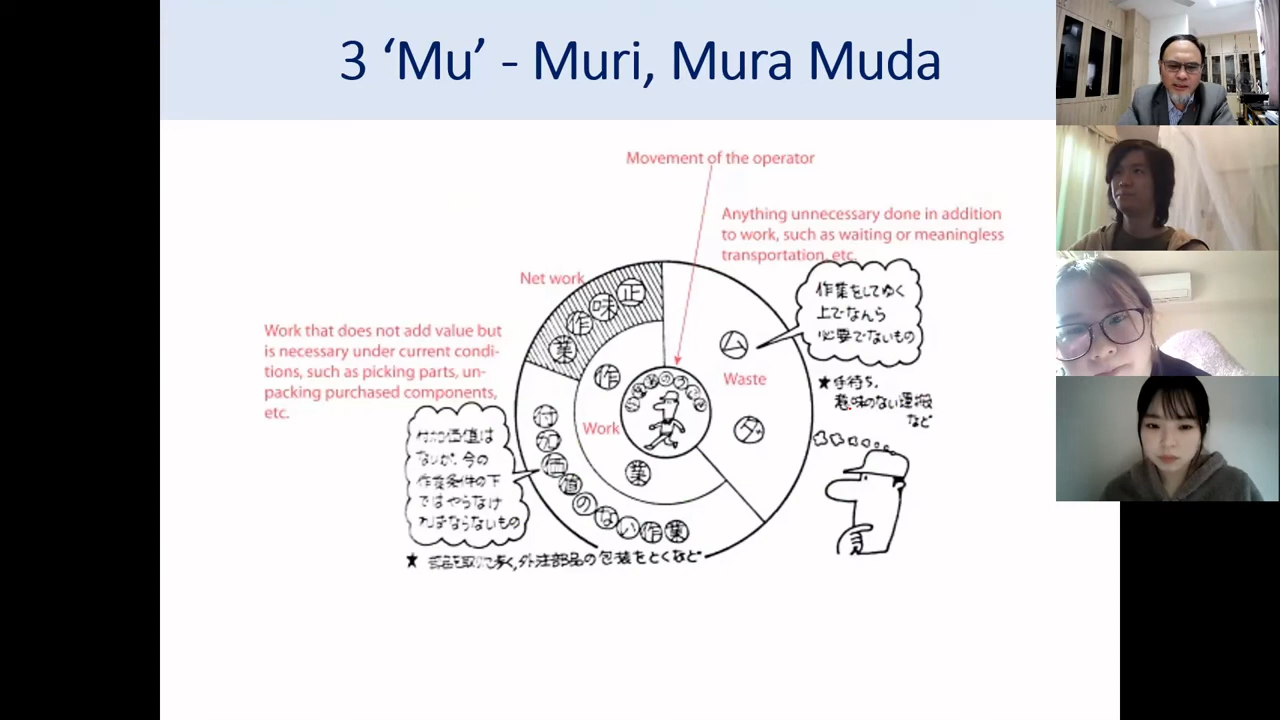 3 ‘Mu’ - Muri, Mura Muda
Movement of the operator
Anything unnecessary done in addition
to work, such as waiting or meaningless
transportation, etc.
Net work
正味作業
Work that does not add value but
is necessary under current condi-
tions, such as picking parts, un-
packing purchased components,
etc.
作業をしてゆく
上でなんら
必要でないもの
ムダ
Waste
★手待ち、
意味のない運搬
など
作業
Work
付加価値は
ないが、今の
作業条件の下
ではやらなけ
ればならないもの
付加価値のない作業
★ 部品を取りに歩く,外注部品の包装をとくなど